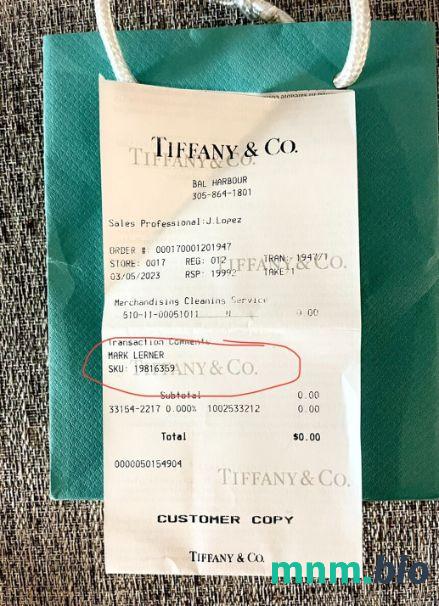 TIFFANY & CO.
TIFFANY & CO.
BAL HARBOUR
305-864-1801
Sales Professional:J.Lopez
ORDER #: 000170001201947
STORE: 0017 REG: 012 TRAN: 1947/1
TIFFANY & CO.
03/05/2023 RSP: 19992 TAKE 1
Merchandising Cleaning Service
510-11-00051011 N 0.00
Transaction Comments
MARK LERNER
SKU: 19816359
TIFFANY & CO.
Subtotal 0.00
33154-2217 0.000% 1002533212 0.00
Total $0.00
0000050154904
TIFFANY & CO.
CUSTOMER COPY
TIFFANY & CO.
mnm.bio